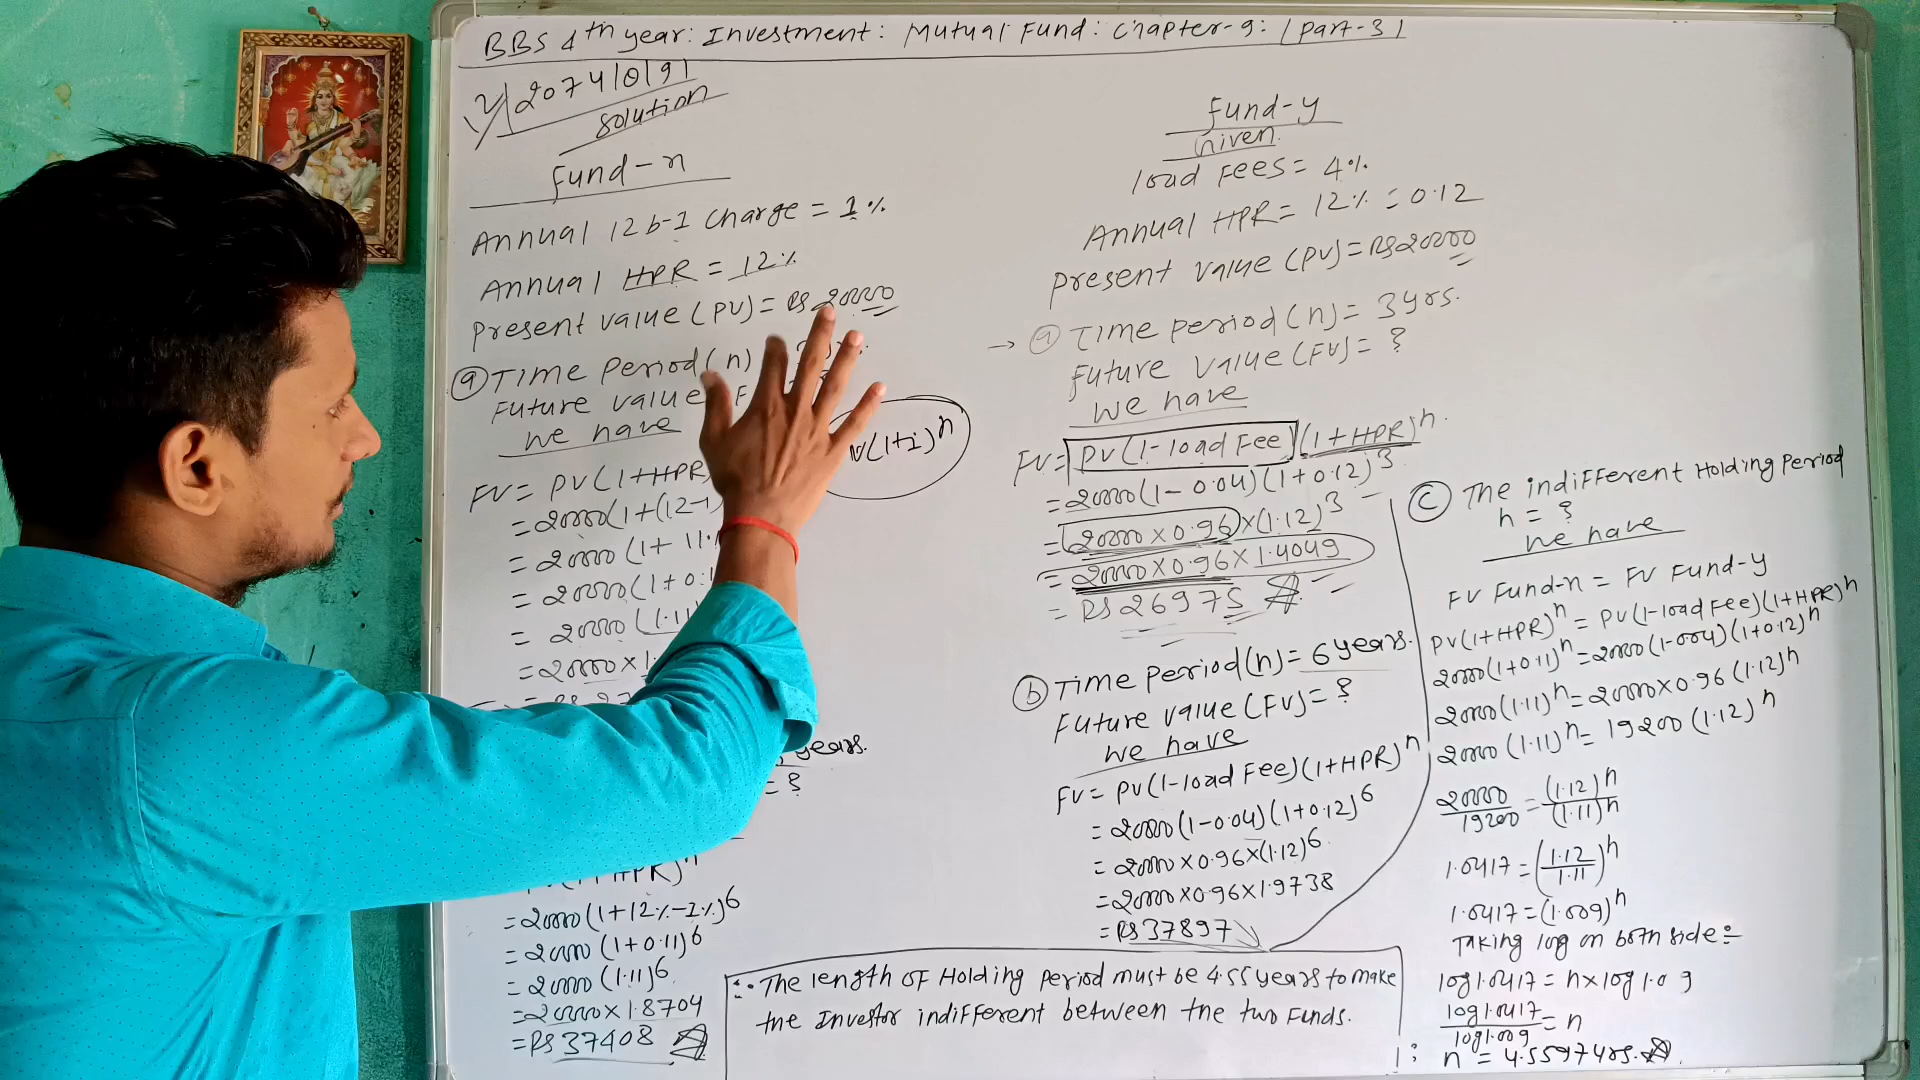 BBS 4th year: Investment: Mutual Fund: Chapter-9: (part-3)
2074/0/9/
solution
Fund-x
Annual 12b-1 Charge = 1%
Annual HPR = 12%
Present value (PV) = RS 20000
(a) Time Period (n)
Future value
we have
FV = PV(1+HPR
= 20000(1+(12-1
= 20000 (1+ 11%
= 20000(1+0.1
= 20000 (1.11
= 20000 × 1.
V(1+i)^n
years.
= ?
= 20000(1+12%-1%)^6
= 20000 (1+0.11)^6
= 20000 (1.11)^6
= 20000 × 1.8704
= RS 37408
Fund-y
Given
load Fees = 4%
Annual HPR = 12% = 0.12
Present value (PV) = RS 20000
→ (a) Time period (n) = 3 yrs.
Future value (FV) = ?
we have
FV = PV(1-load Fee)(1+HPR)^n
= 20000(1-0.04)(1+0.12)^3
= 20000×0.96×(1.12)^3
= 20000×0.96×1.4049
= RS 26975
(b) Time period (n) = 6 years.
Future value (FV) = ?
we have
FV = PV(1-load Fee)(1+HPR)^n
= 20000(1-0.04)(1+0.12)^6
= 20000×0.96×(1.12)^6
= 20000×0.96×1.9738
= RS 37897
(c) The indifferent Holding Period
n = ?
we have
FV Fund-x = FV Fund-y
PV(1+HPR)^n = PV(1-load Fee)(1+HPR)^n
20000(1+0.11)^n = 20000(1-0.04)(1+0.12)^n
20000(1.11)^n = 20000×0.96 (1.12)^n
20000 (1.11)^n = 19200 (1.12)^n
20000/19200 = (1.12)^n/(1.11)^n
1.0417 = (1.12/1.11)^n
1.0417 = (1.009)^n
Taking log on both side:-
log1.0417 = n×log1.0 9
log1.0417/log1.009 = n
∴ n = 4.5597 yrs.
∴ The length of Holding period must be 4.55 years to make
the Investor indifferent between the two Funds.